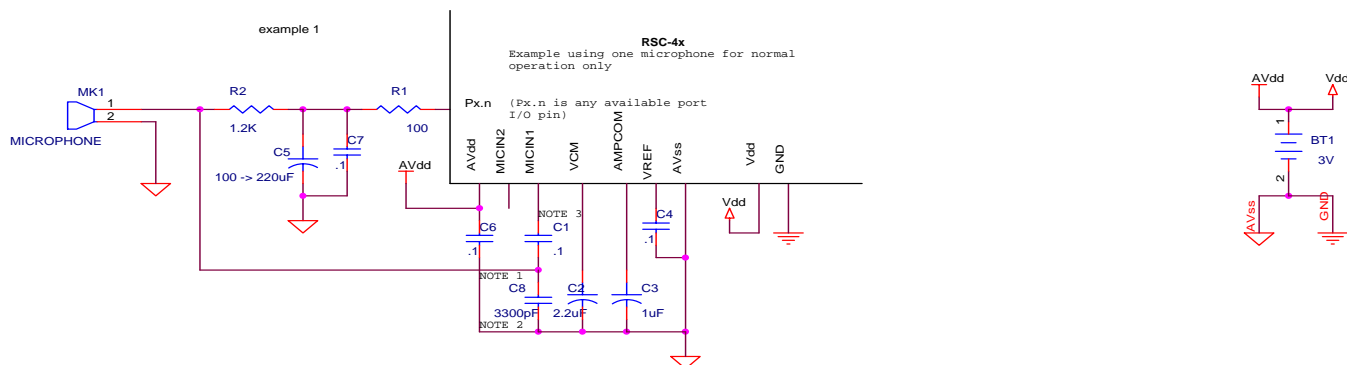 example 1
RSC-4x
Example using one microphone for normal
operation only
Px.n
(Px.n is any available port
I/O pin)
MK1
1
2
MICROPHONE
R2
1.2K
R1
100
C5
100 -> 220uF
C7
.1
AVdd
AVdd
MICIN2
MICIN1
VCM
AMPCOM
VREF
AVss
Vdd
GND
NOTE 3
C6
.1
C1
.1
C4
.1
Vdd
NOTE 1
C8
3300pF
C2
2.2uF
C3
1uF
NOTE 2
AVdd
Vdd
1
BT1
3V
2
AVss
GND